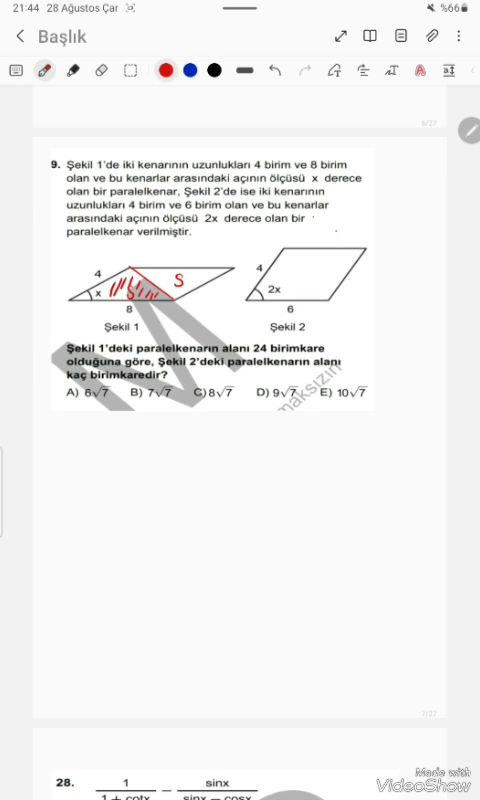 21:44 28 Ağustos Çar %66
Başlık
6/27
9. Şekil 1'de iki kenarının uzunlukları 4 birim ve 8 birim
olan ve bu kenarlar arasındaki açının ölçüsü x derece
olan bir paralelkenar, Şekil 2'de ise iki kenarının
uzunlukları 4 birim ve 6 birim olan ve bu kenarlar
arasındaki açının ölçüsü 2x derece olan bir
paralelkenar verilmiştir.
4
x
S
S
8
Şekil 1
4
2x
6
Şekil 2
Şekil 1'deki paralelkenarın alanı 24 birimkare
olduğuna göre, Şekil 2'deki paralelkenarın alanı
kaç birimkaredir?
A) 6√7 B) 7√7 C) 8√7 D) 9√7 E) 10√7
maksızın
7/27
28. 1 / 1 + cotx − sinx / sinx − cosx
Made with
VideoShow